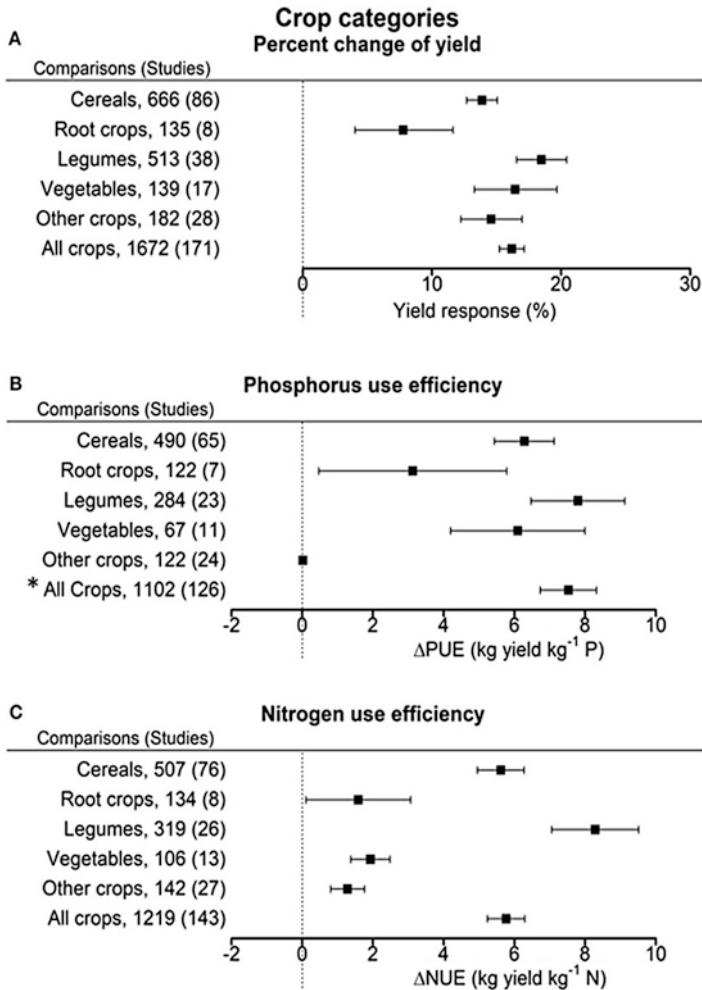 Crop categories
A
Percent change of yield
Comparisons (Studies)
Cereals, 666 (86)
Root crops, 135 (8)
Legumes, 513 (38)
Vegetables, 139 (17)
Other crops, 182 (28)
All crops, 1672 (171)
0 10 20 30
Yield response (%)
B
Phosphorus use efficiency
Comparisons (Studies)
Cereals, 490 (65)
Root crops, 122 (7)
Legumes, 284 (23)
Vegetables, 67 (11)
Other crops, 122 (24)
* All Crops, 1102 (126)
-2 0 2 4 6 8 10
ΔPUE (kg yield kg⁻¹ P)
C
Nitrogen use efficiency
Comparisons (Studies)
Cereals, 507 (76)
Root crops, 134 (8)
Legumes, 319 (26)
Vegetables, 106 (13)
Other crops, 142 (27)
All crops, 1219 (143)
-2 0 2 4 6 8 10
ΔNUE (kg yield kg⁻¹ N)